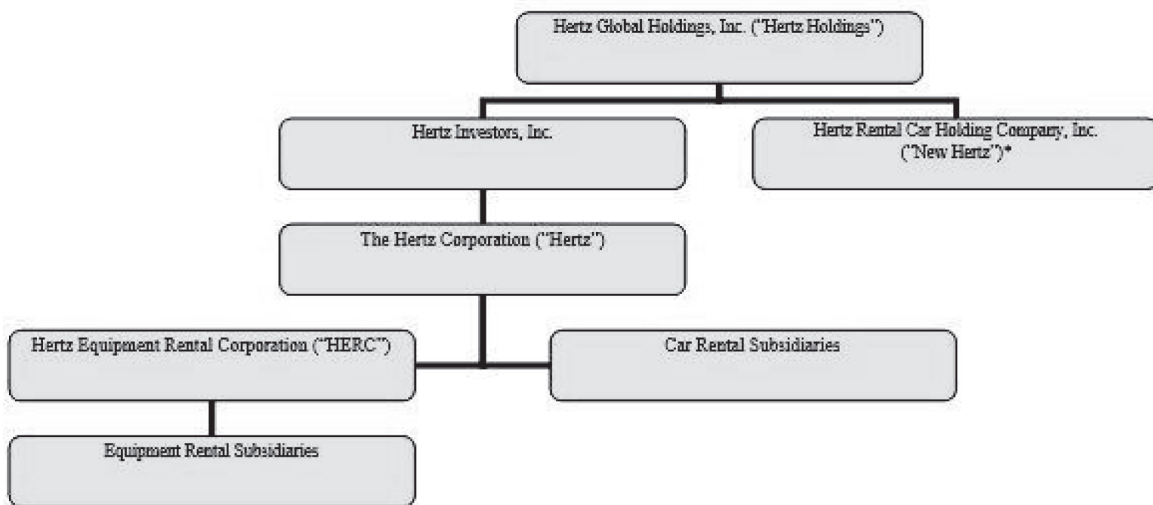 Hertz Global Holdings, Inc. ("Hertz Holdings")
Hertz Investors, Inc.
Hertz Rental Car Holding Company, Inc.
("New Hertz")*
The Hertz Corporation ("Hertz")
Hertz Equipment Rental Corporation ("HERC")
Car Rental Subsidiaries
Equipment Rental Subsidiaries